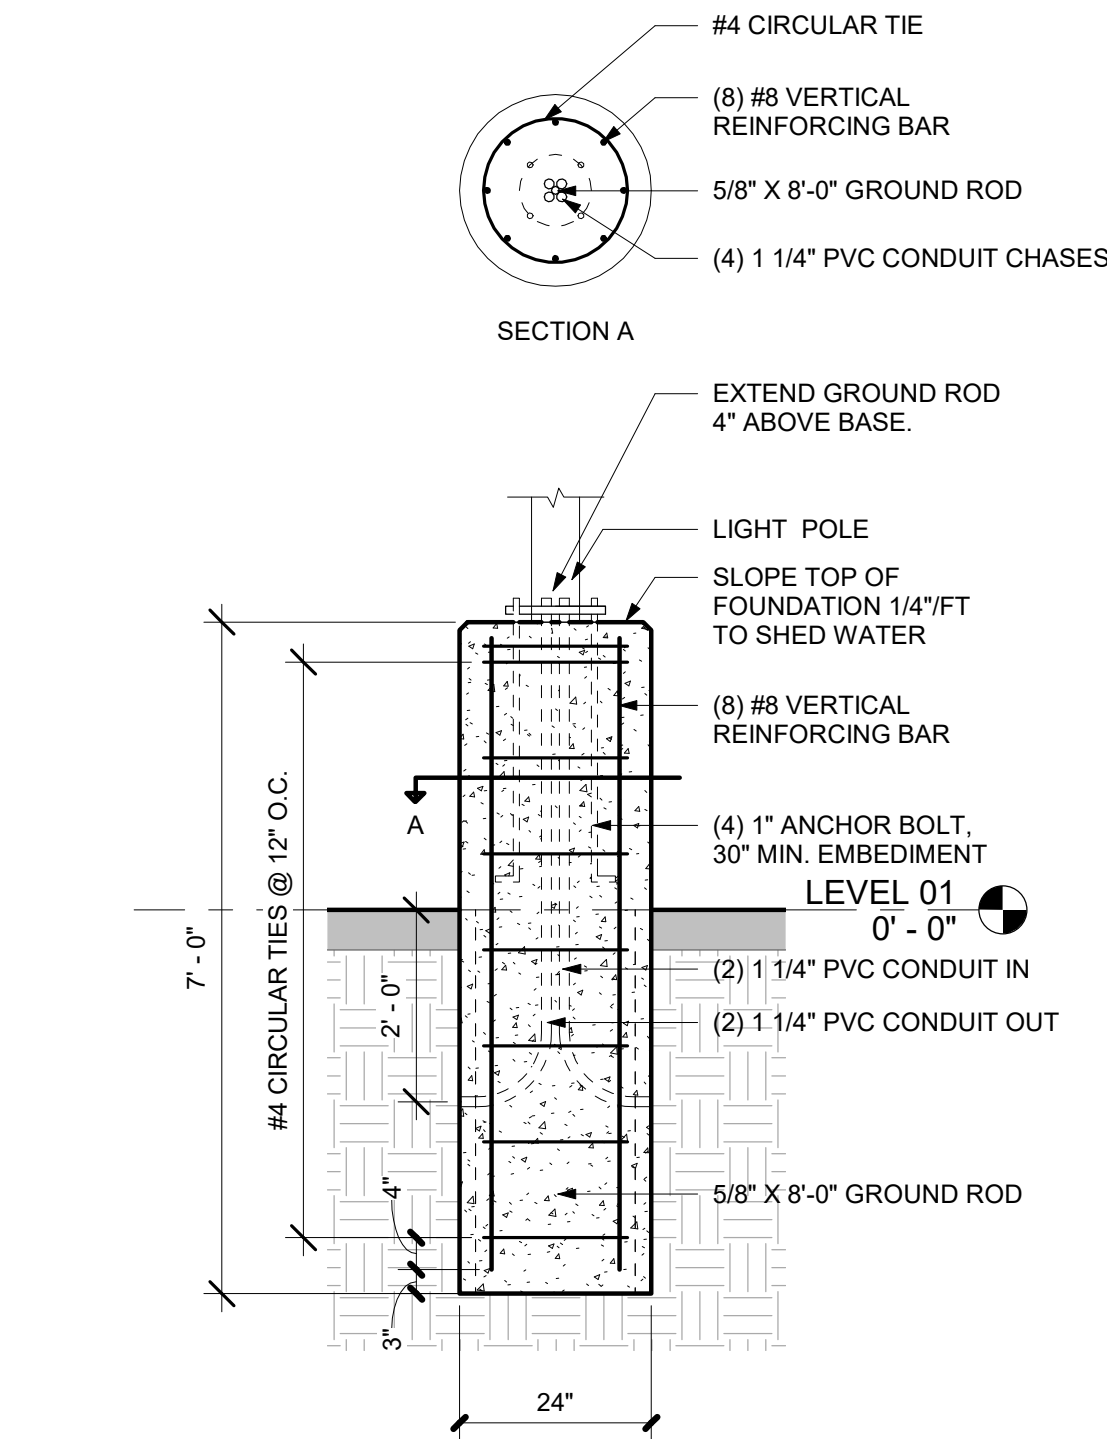 #4 CIRCULAR TIE
(8) #8 VERTICAL
REINFORCING BAR
5/8" X 8'-0" GROUND ROD
(4) 1 1/4" PVC CONDUIT CHASES
SECTION A
EXTEND GROUND ROD
4" ABOVE BASE.
LIGHT POLE
SLOPE TOP OF
FOUNDATION 1/4"/FT
TO SHED WATER
(8) #8 VERTICAL
REINFORCING BAR
A
(4) 1" ANCHOR BOLT,
30" MIN. EMBEDIMENT
LEVEL 01
0' - 0"
7' - 0"
#4 CIRCULAR TIES @ 12" O.C.
2' - 0"
(2) 1 1/4" PVC CONDUIT IN
(2) 1 1/4" PVC CONDUIT OUT
5/8" X 8'-0" GROUND ROD
4"
3"
24"